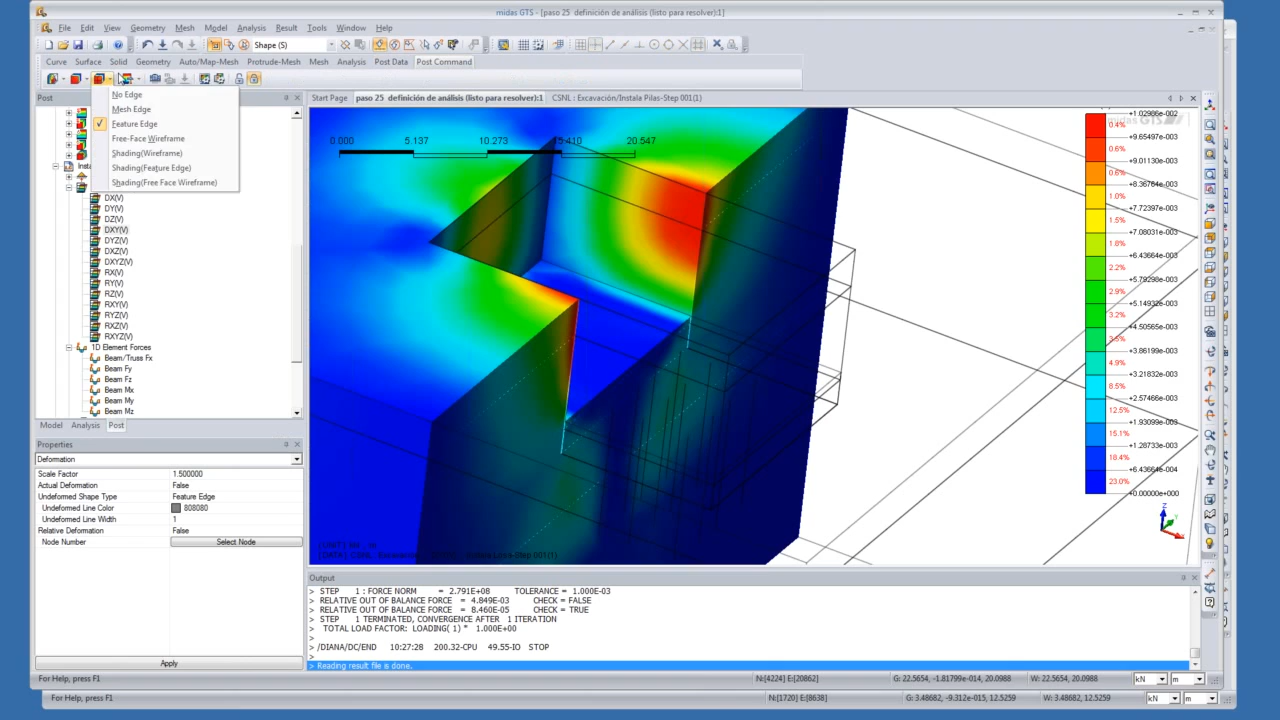 midas GTS - [paso 25 definición de análisis (listo para resolver):1]
File Edit View Geometry Mesh Model Analysis Result Tools Window Help
Shape (S)
Curve Surface Solid Geometry Auto/Map-Mesh Protrude-Mesh Mesh Analysis Post Data Post Command
Post
Start Page
paso 25 definición de análisis (listo para resolver):1
CSNL : Excavación/Instala Pilas-Step 001(1)
No Edge
Mesh Edge
Feature Edge
Free-Face Wireframe
Shading(Wireframe)
Shading(Feature Edge)
Shading(Free Face Wireframe)
Insta
DX(V)
DY(V)
DZ(V)
DXY(V)
DYZ(V)
DXZ(V)
DXYZ(V)
RX(V)
RY(V)
RZ(V)
RXY(V)
RYZ(V)
RXZ(V)
RXYZ(V)
1D Element Forces
Beam/Truss Fx
Beam Fy
Beam Fz
Beam Mx
Beam My
Beam Mz
Model Analysis Post
Properties
Deformation
Scale Factor 1.500000
Actual Deformation False
Undeformed Shape Type Feature Edge
Undeformed Line Color 808080
Undeformed Line Width 1
Relative Deformation False
Node Number Select Node
Apply
0.000 5.137 10.273 15.410 20.547
midas GTS
+1.02986e-002
0.4%
+9.65497e-003
0.6%
+9.01130e-003
0.6%
+8.36764e-003
1.0%
+7.72397e-003
1.5%
+7.08031e-003
1.8%
+6.43664e-003
2.2%
+5.79298e-003
2.9%
+5.14932e-003
3.2%
+4.50565e-003
3.5%
+3.86199e-003
4.9%
+3.21832e-003
8.5%
+2.57466e-003
12.5%
+1.93099e-003
15.1%
+1.28733e-003
18.4%
+6.43664e-004
23.0%
+0.00000e+000
Z
Y
X
Output
> STEP 1 : FORCE NORM = 2.791E+08 TOLERANCE = 1.000E-03
> RELATIVE OUT OF BALANCE FORCE = 4.849E-03 CHECK = FALSE
> RELATIVE OUT OF BALANCE FORCE = 8.460E-05 CHECK = TRUE
> STEP 1 TERMINATED, CONVERGENCE AFTER 1 ITERATION
> TOTAL LOAD FACTOR: LOADING( 1) * 1.000E+00
>
> /DIANA/DC/END 10:27:28 200.32-CPU 49.55-IO STOP
>
> Reading result file is done.
For Help, press F1
N:[4224] E:[20862]
G: 22.5654, -1.81799e-014, 20.0988
W: 22.5654, 20.0988
kN
m
For Help, press F1
N:[1720] E:[8638]
G: 3.48682, -9.312e-015, 12.5259
W: 3.48682, 12.5259
kN
m